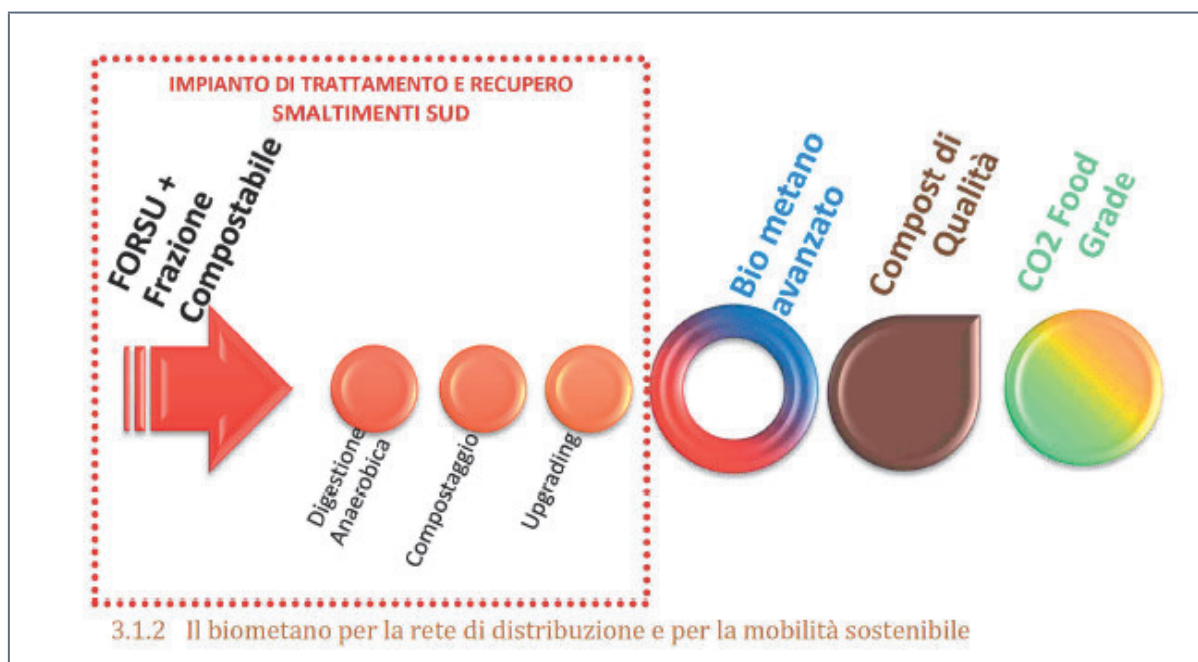 IMPIANTO DI TRATTAMENTO E RECUPERO
SMALTIMENTI SUD
FORSU +
Frazione
Compostabile
Digestione
Anaerobica
Compostaggio
Upgrading
Bio metano
avanzato
Compost di
Qualità
CO2 Food
Grade
3.1.2 Il biometano per la rete di distribuzione e per la mobilità sostenibile